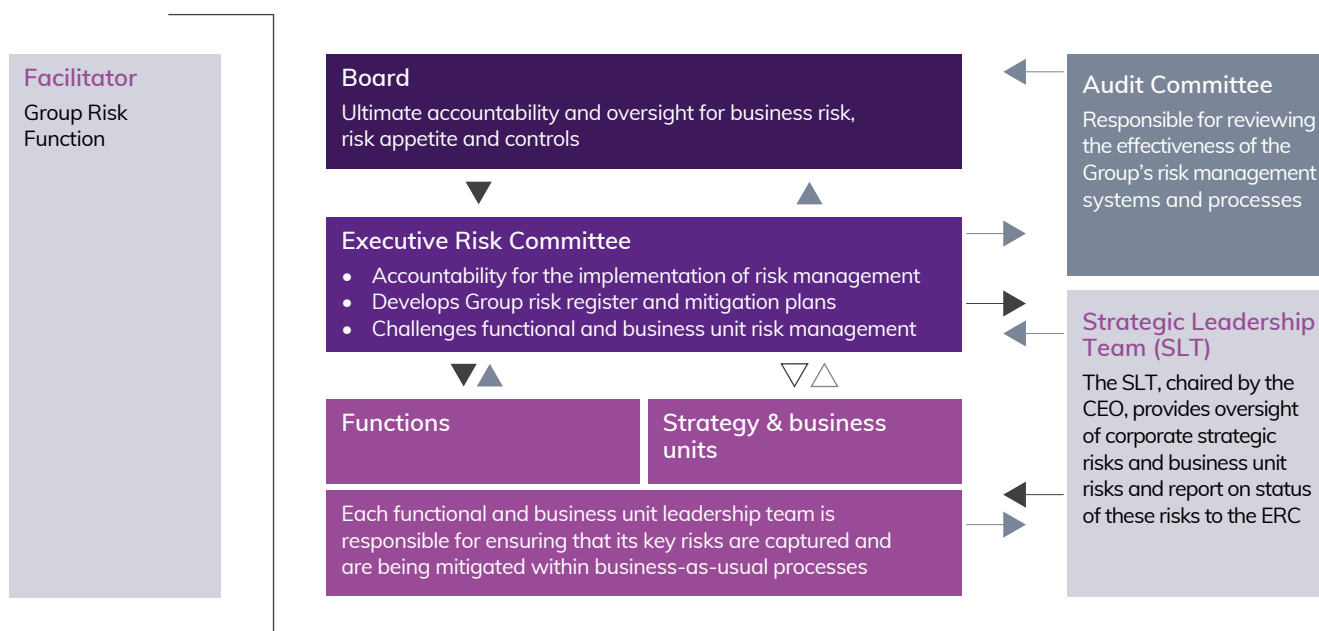 Facilitator
Group Risk
Function
Board
Ultimate accountability and oversight for business risk,
risk appetite and controls
Executive Risk Committee
• Accountability for the implementation of risk management
• Develops Group risk register and mitigation plans
• Challenges functional and business unit risk management
Functions
Strategy & business
units
Each functional and business unit leadership team is
responsible for ensuring that its key risks are captured and
are being mitigated within business-as-usual processes
Audit Committee
Responsible for reviewing
the effectiveness of the
Group's risk management
systems and processes
Strategic Leadership
Team (SLT)
The SLT, chaired by the
CEO, provides oversight
of corporate strategic
risks and business unit
risks and report on status
of these risks to the ERC